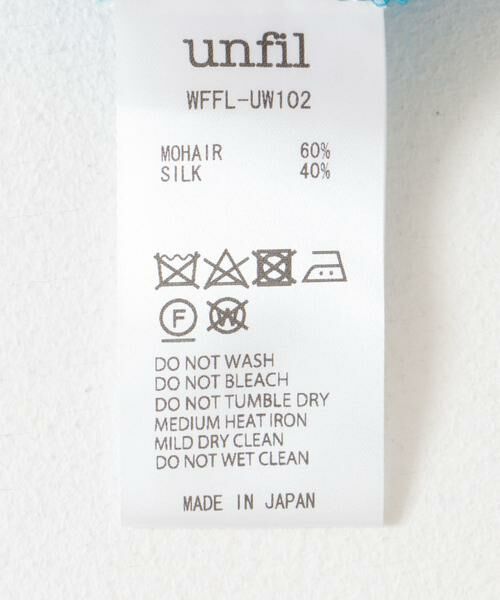 unfil
WFFL-UW102
MOHAIR 60%
SILK 40%
F W
DO NOT WASH
DO NOT BLEACH
DO NOT TUMBLE DRY
MEDIUM HEAT IRON
MILD DRY CLEAN
DO NOT WET CLEAN
MADE IN JAPAN